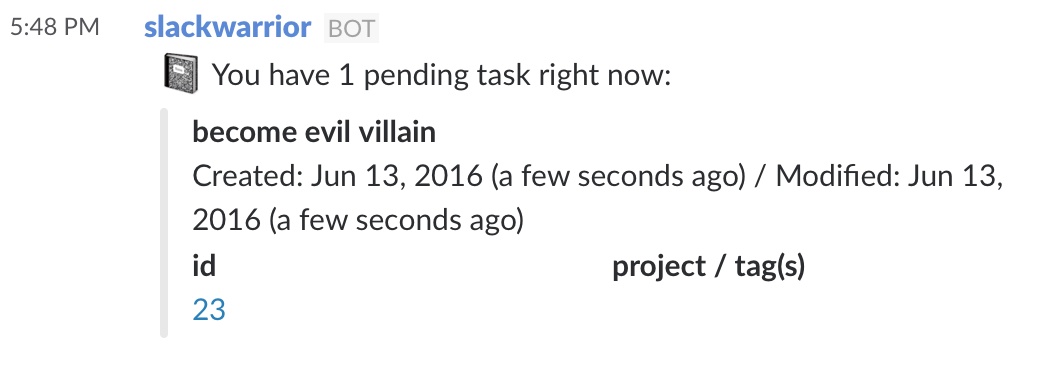 5:48 PM slackwarrior BOT
You have 1 pending task right now:
become evil villain
Created: Jun 13, 2016 (a few seconds ago) / Modified: Jun 13,
2016 (a few seconds ago)
id project / tag(s)
23